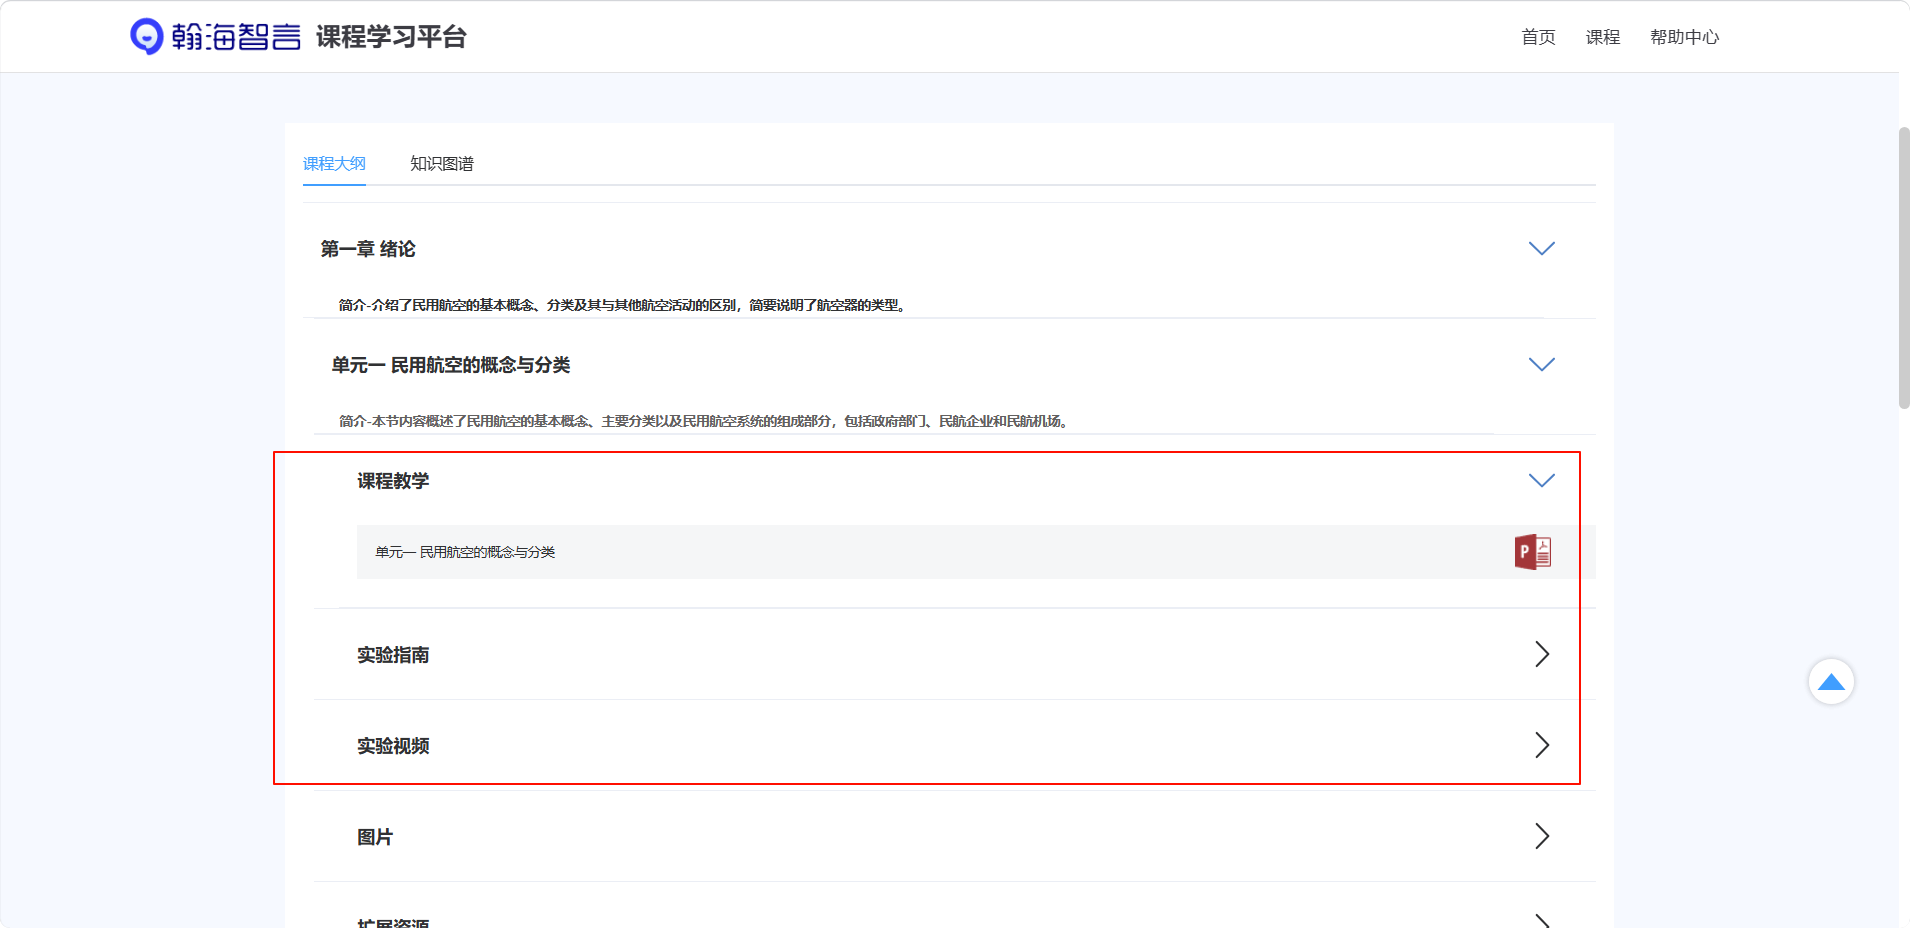 翰海智言 课程学习平台 首页 课程 帮助中心
课程大纲 知识图谱
第一章 绪论
简介-介绍了民用航空的基本概念、分类及其与其他航空活动的区别，简要说明了航空器的类型。
单元一 民用航空的概念与分类
简介-本节内容概述了民用航空的基本概念、主要分类以及民用航空系统的组成部分，包括政府部门、民航企业和民航机场。
课程教学
单元一 民用航空的概念与分类
P
实验指南
实验视频
图片
扩展资源